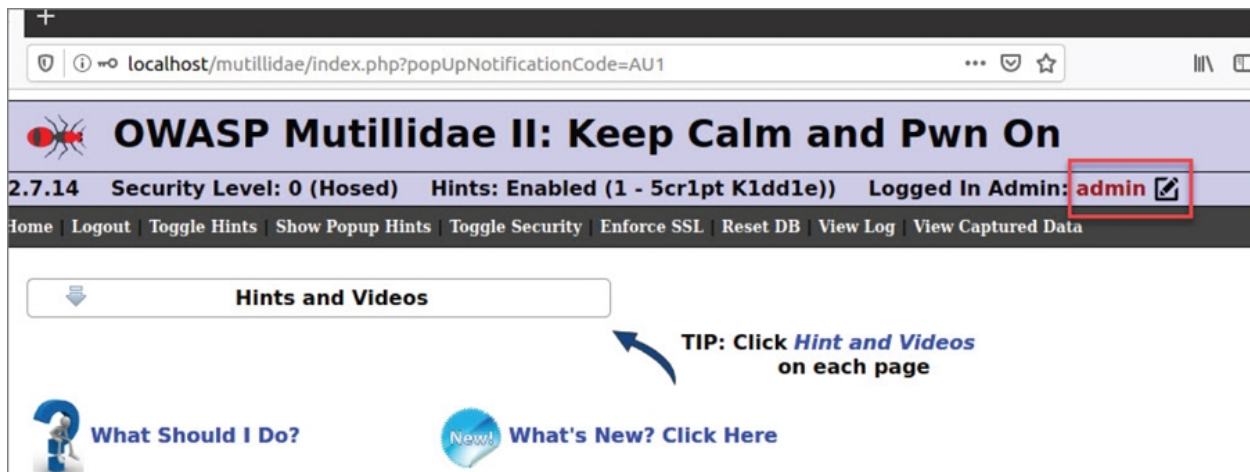 localhost/mutillidae/index.php?popUpNotificationCode=AU1
OWASP Mutillidae II: Keep Calm and Pwn On
2.7.14 Security Level: 0 (Hosed) Hints: Enabled (1 - 5cr1pt K1dd1e)) Logged In Admin: admin
Home | Logout | Toggle Hints | Show Popup Hints | Toggle Security | Enforce SSL | Reset DB | View Log | View Captured Data
Hints and Videos
TIP: Click Hint and Videos
on each page
What Should I Do?
New!
What's New? Click Here